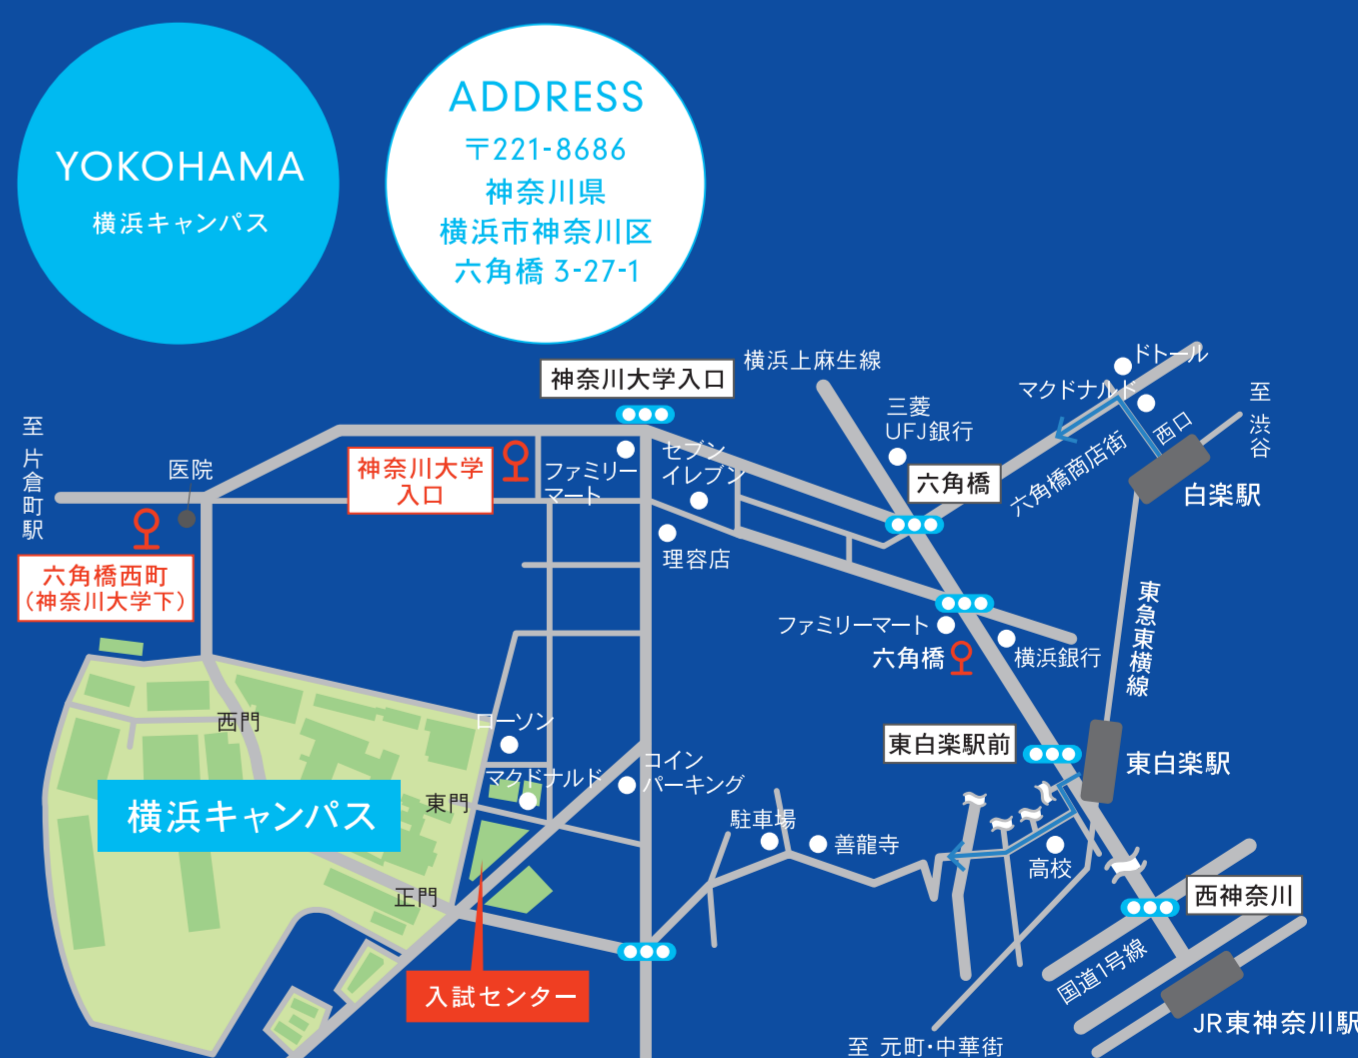 YOKOHAMA
横浜キャンパス
ADDRESS
〒221-8686
神奈川県
横浜市神奈川区
六角橋 3-27-1
神奈川大学入口
横浜上麻生線
ドトール
マクドナルド
至 渋谷
西口
三菱
UFJ銀行
六角橋商店街
白楽駅
六角橋
至 片倉町駅
医院
神奈川大学
入口
ファミリー
マート
セブン
イレブン
理容店
六角橋西町
(神奈川大学下)
ファミリーマート
六角橋
横浜銀行
東急東横線
西門
ローソン
東白楽駅前
東白楽駅
マクドナルド
コイン
パーキング
横浜キャンパス
東門
駐車場
善龍寺
高校
正門
西神奈川
国道1号線
入試センター
JR東神奈川駅
至 元町・中華街